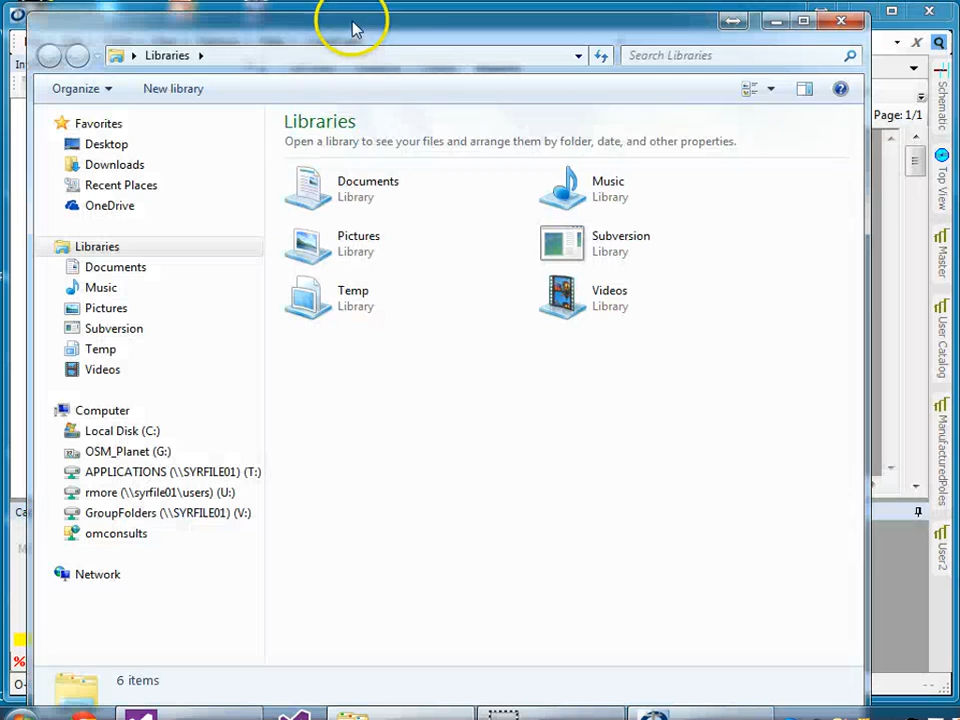 Libraries
Search Libraries
Organize
New library
Page: 1/1
Favorites
Desktop
Downloads
Recent Places
OneDrive
Libraries
Documents
Music
Pictures
Subversion
Temp
Videos
Computer
Local Disk (C:)
OSM_Planet (G:)
APPLICATIONS (\\SYRFILE01) (T:)
rmore (\\syrfile01\users) (U:)
GroupFolders (\\SYRFILE01) (V:)
omconsults
Network
Libraries
Open a library to see your files and arrange them by folder, date, and other properties.
Documents
Library
Music
Library
Pictures
Library
Subversion
Library
Temp
Library
Videos
Library
6 items
Schematic
Top View
Master
User Catalog
ManufacturedPoles
User2